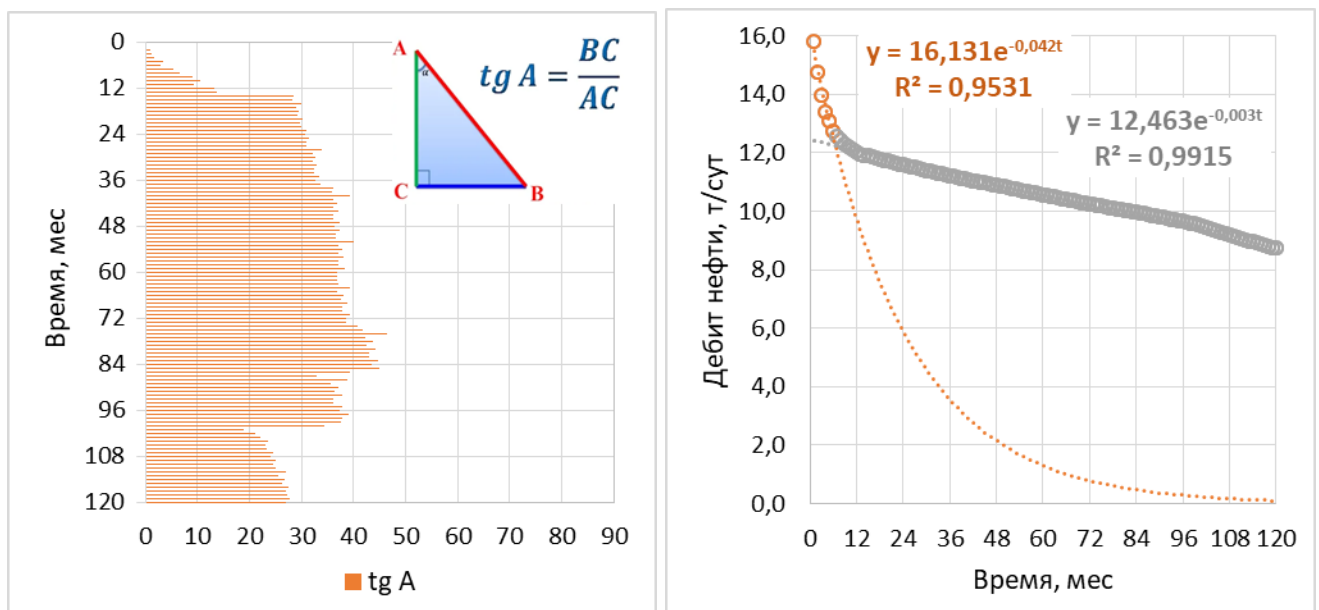 Время, мес
0
12
24
36
48
60
72
84
96
108
120
0 10 20 30 40 50 60 70 80 90
tg A
A
α
C
B
tg A = BC
AC
Дебит нефти, т/сут
16,0
14,0
12,0
10,0
8,0
6,0
4,0
2,0
0,0
y = 16,131e^-0,042t
R² = 0,9531
y = 12,463e^-0,003t
R² = 0,9915
0 12 24 36 48 60 72 84 96 108 120
Время, мес